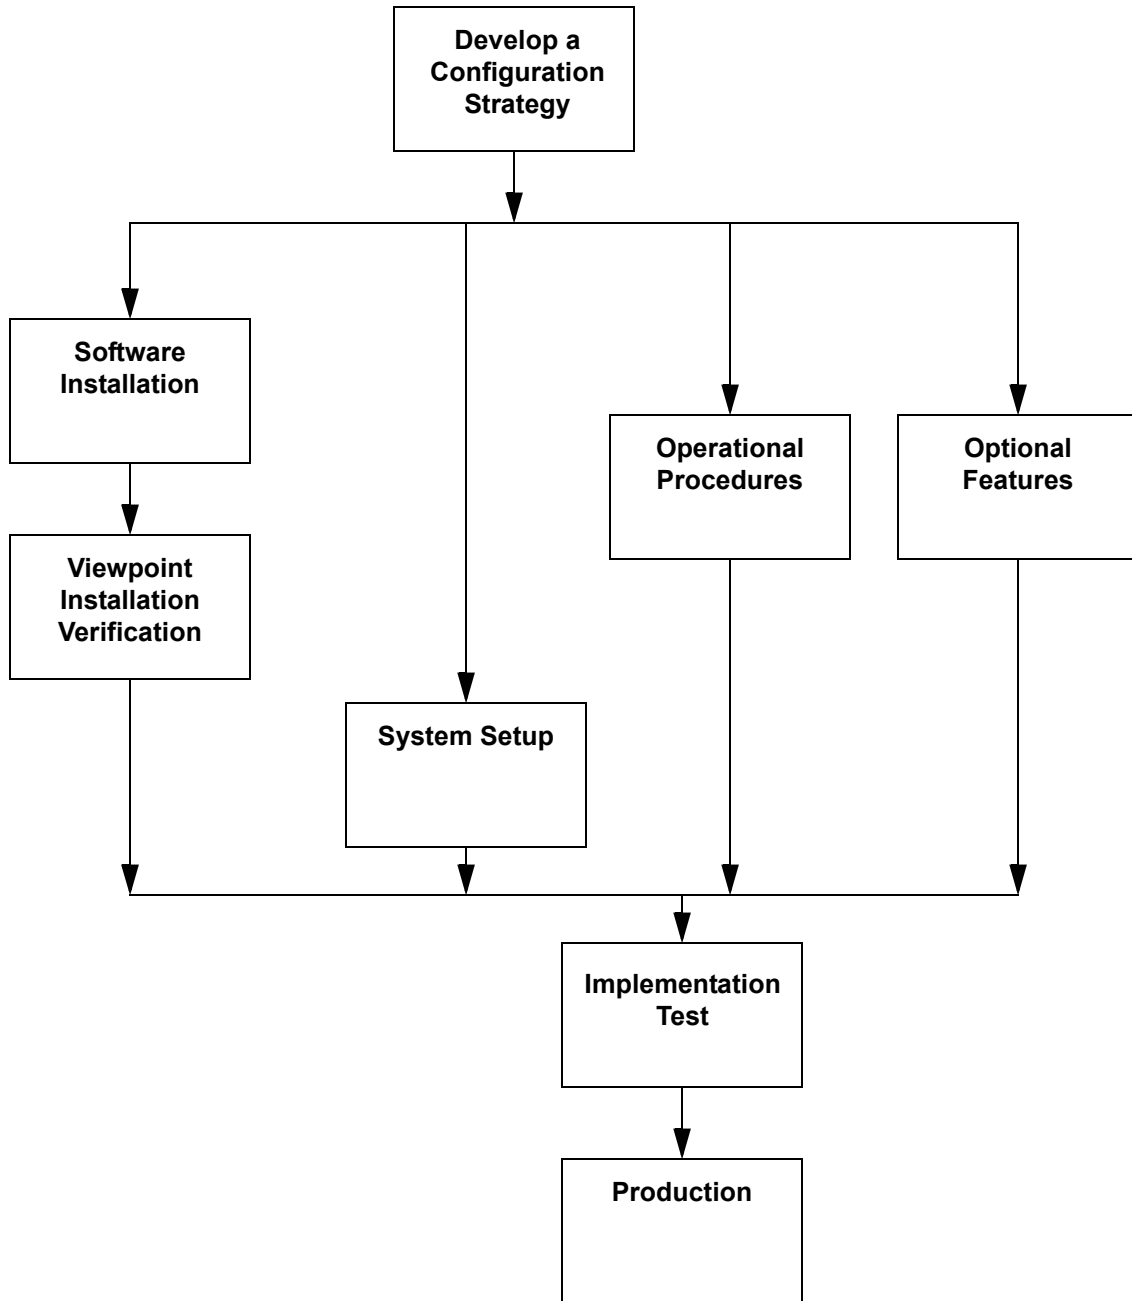 Develop a
Configuration
Strategy
Software
Installation
Operational
Procedures
Optional
Features
Viewpoint
Installation
Verification
System Setup
Implementation
Test
Production